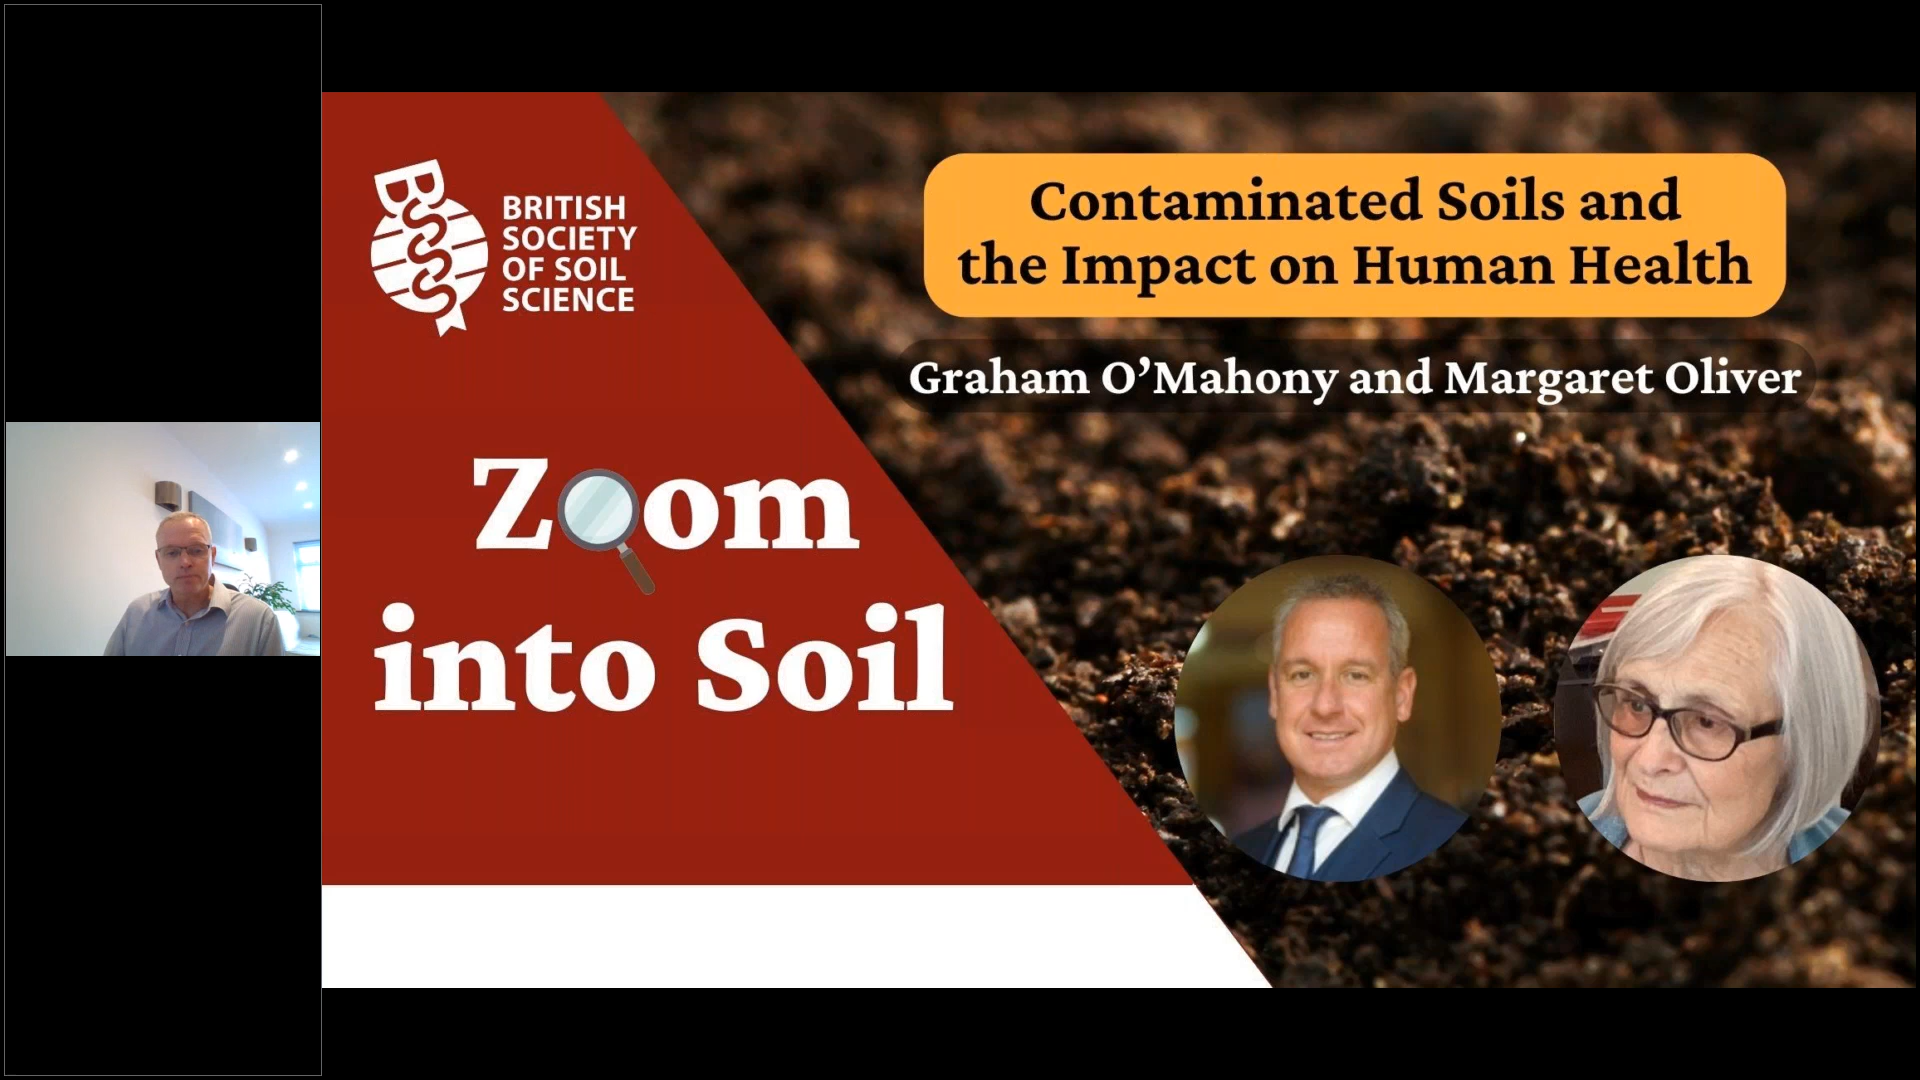 BSSS
BRITISH
SOCIETY
OF SOIL
SCIENCE
Zoom
into Soil
Contaminated Soils and
the Impact on Human Health
Graham O’Mahony and Margaret Oliver